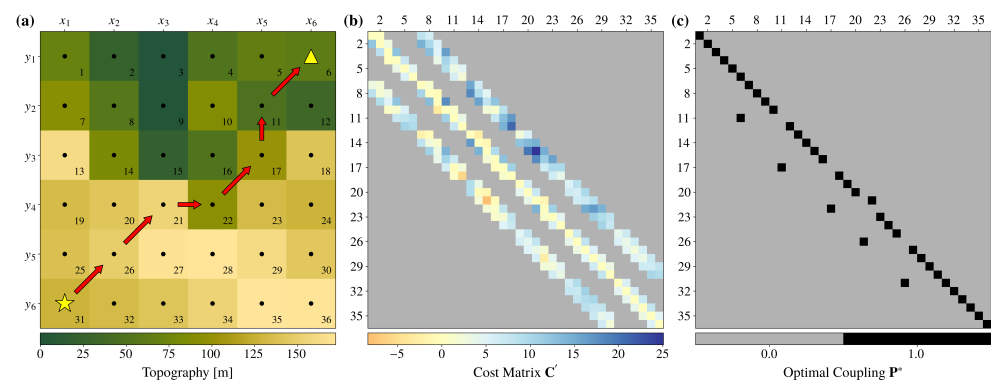 (a) x₁ x₂ x₃ x₄ x₅ x₆
y₁ 1 2 3 4 5 6
y₂ 7 8 9 10 11 12
y₃ 13 14 15 16 17 18
y₄ 19 20 21 22 23 24
y₅ 25 26 27 28 29 30
y₆ 31 32 33 34 35 36
0 25 50 75 100 125 150
Topography [m]
(b) 2 5 8 11 14 17 20 23 26 29 32 35
2
5
8
11
14
17
20
23
26
29
32
35
−5 0 5 10 15 20 25
Cost Matrix C′
(c) 2 5 8 11 14 17 20 23 26 29 32 35
2
5
8
11
14
17
20
23
26
29
32
35
0.0 1.0
Optimal Coupling P*